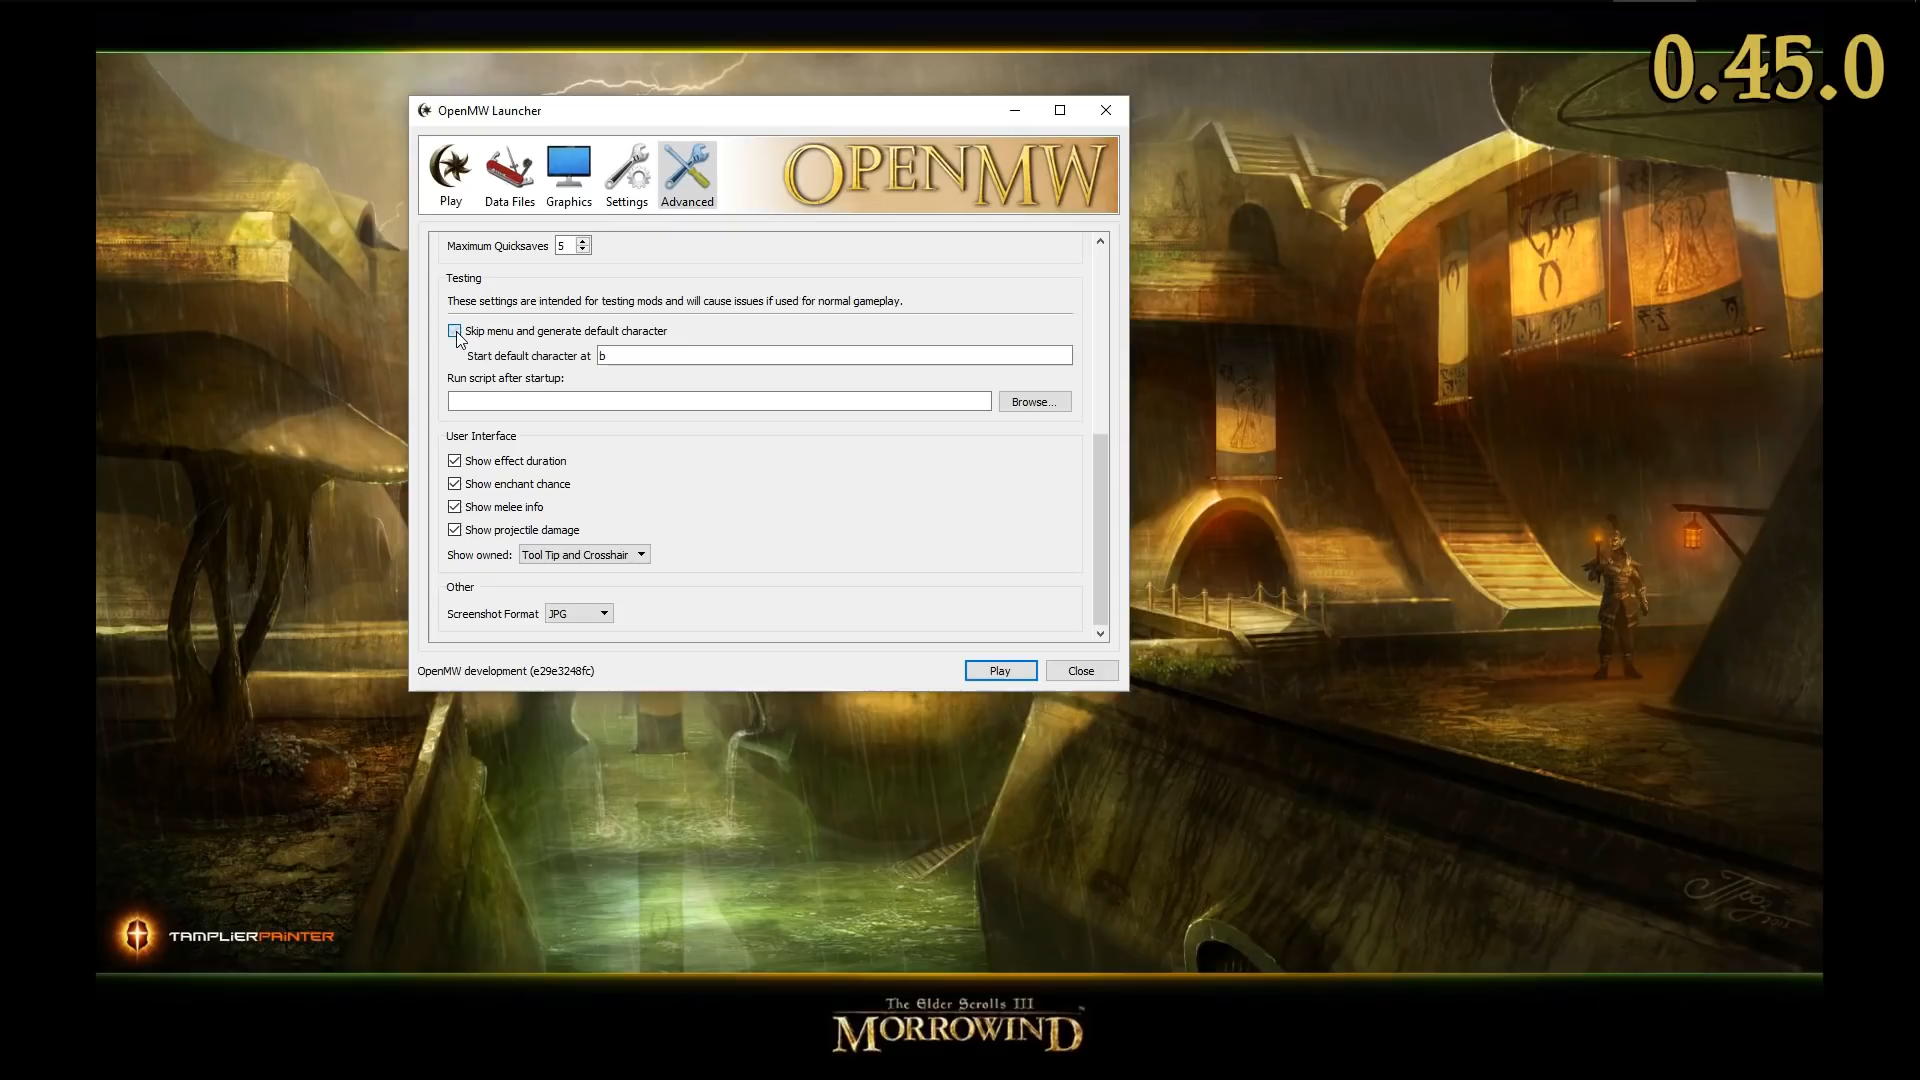 0.45.0
OpenMW Launcher
OPENMW
Play
Data Files
Graphics
Settings
Advanced
Maximum Quicksaves 5
Testing
These settings are intended for testing mods and will cause issues if used for normal gameplay.
Skip menu and generate default character
Start default character at b
Run script after startup:
Browse...
User Interface
Show effect duration
Show enchant chance
Show melee info
Show projectile damage
Show owned: Tool Tip and Crosshair
Other
Screenshot Format JPG
OpenMW development (e29e3248fc)
Play
Close
TAMPLIERPAINTER
The Elder Scrolls III
MORROWIND